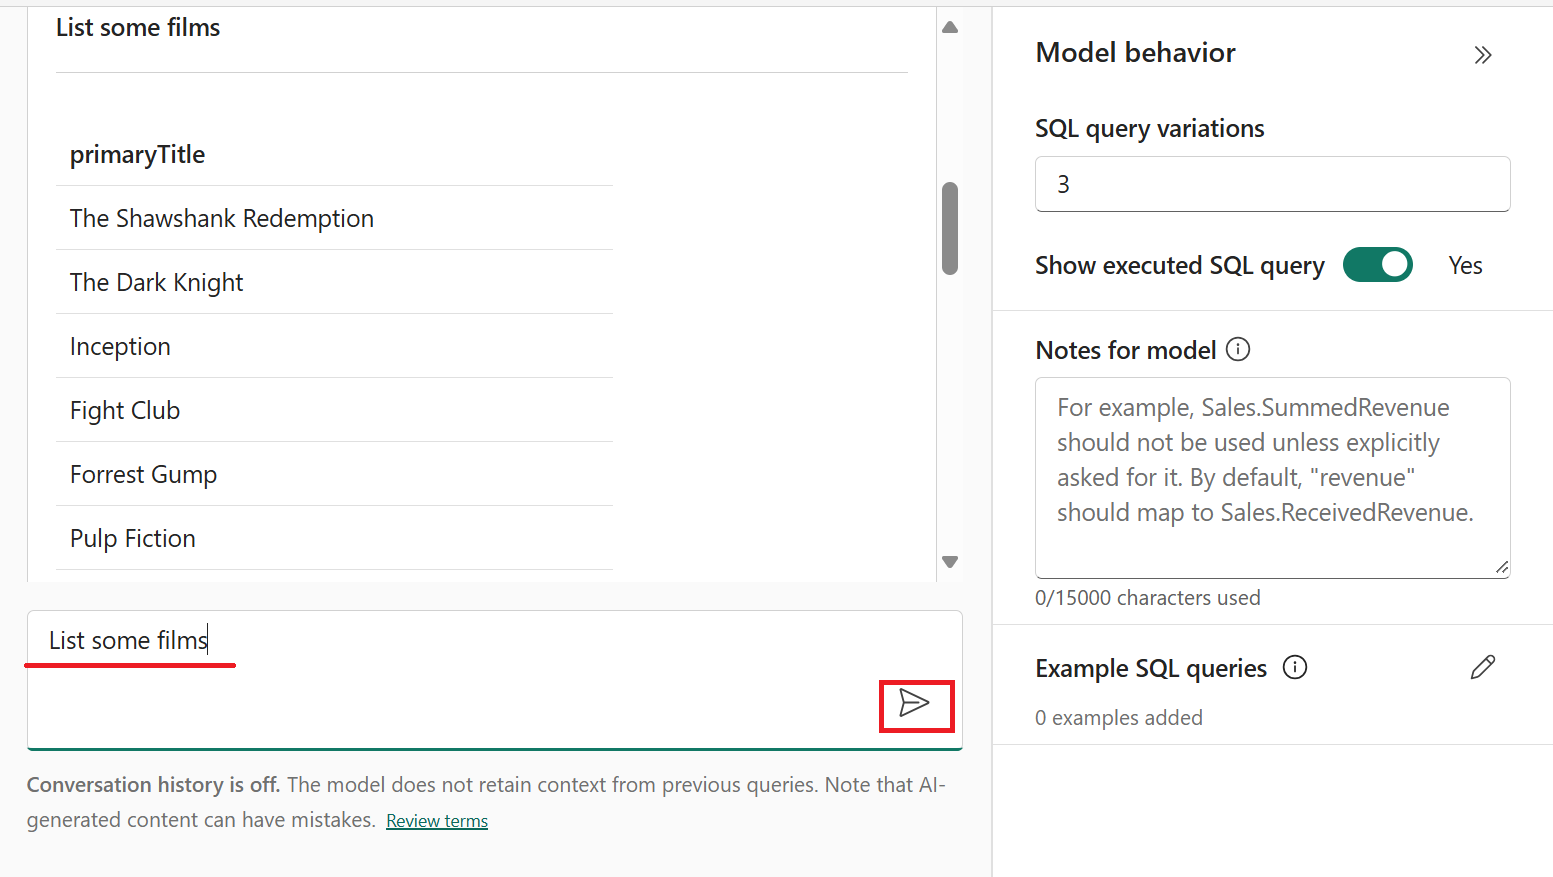 List some films
primaryTitle
The Shawshank Redemption
The Dark Knight
Inception
Fight Club
Forrest Gump
Pulp Fiction
List some films
Conversation history is off. The model does not retain context from previous queries. Note that AI-
generated content can have mistakes. Review terms
Model behavior
SQL query variations
3
Show executed SQL query Yes
Notes for model
For example, Sales.SummedRevenue
should not be used unless explicitly
asked for it. By default, "revenue"
should map to Sales.ReceivedRevenue.
0/15000 characters used
Example SQL queries
0 examples added